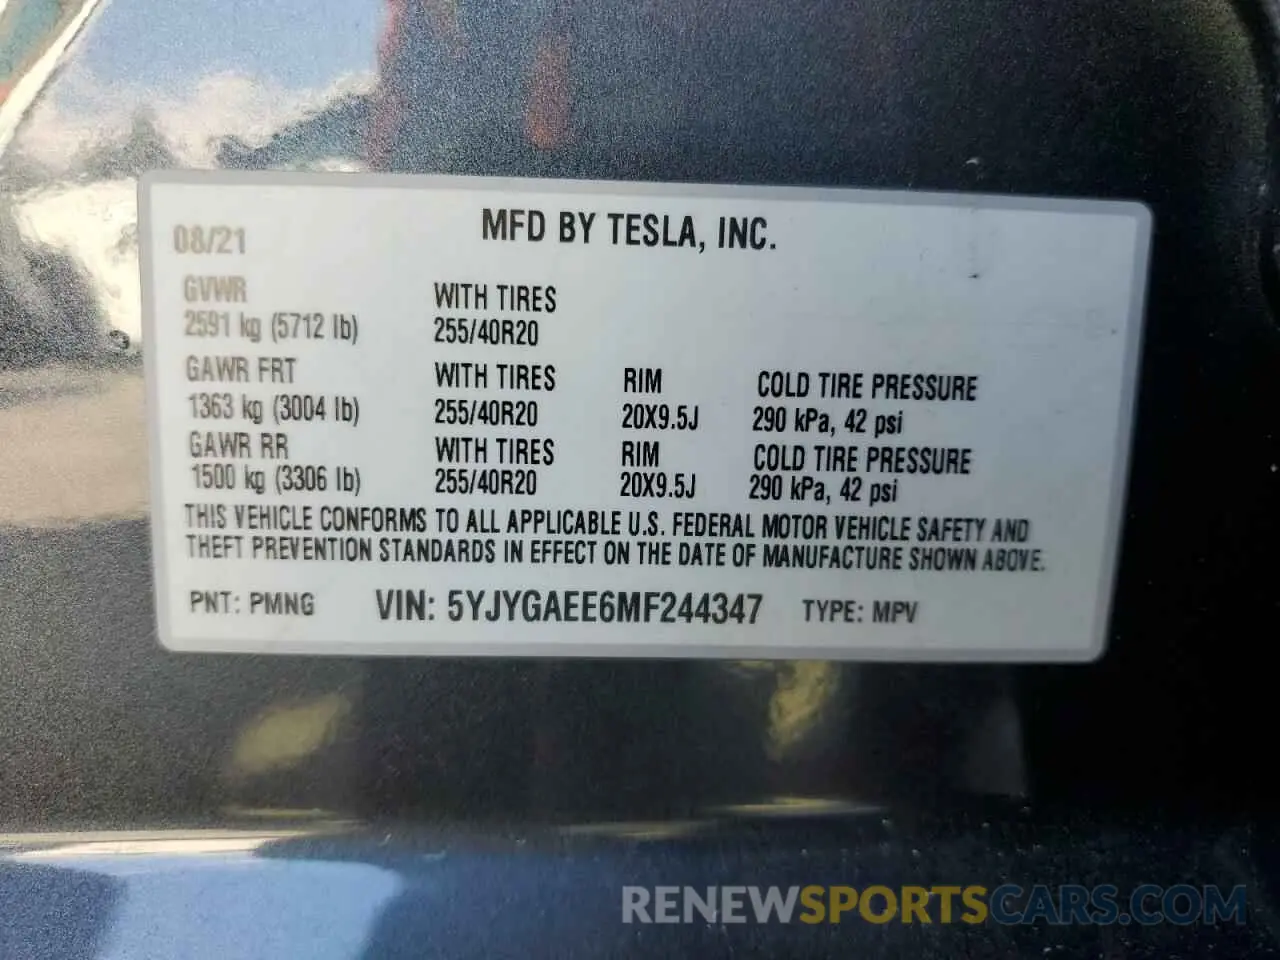 08/21 MFD BY TESLA, INC.
GVWR WITH TIRES
2591 kg (5712 lb) 255/40R20
GAWR FRT WITH TIRES RIM COLD TIRE PRESSURE
1363 kg (3004 lb) 255/40R20 20X9.5J 290 kPa, 42 psi
GAWR RR WITH TIRES RIM COLD TIRE PRESSURE
1500 kg (3306 lb) 255/40R20 20X9.5J 290 kPa, 42 psi
THIS VEHICLE CONFORMS TO ALL APPLICABLE U.S. FEDERAL MOTOR VEHICLE SAFETY AND
THEFT PREVENTION STANDARDS IN EFFECT ON THE DATE OF MANUFACTURE SHOWN ABOVE.
PNT: PMNG VIN: 5YJYGAEE6MF244347 TYPE: MPV
RENEWSPORTSCARS.COM